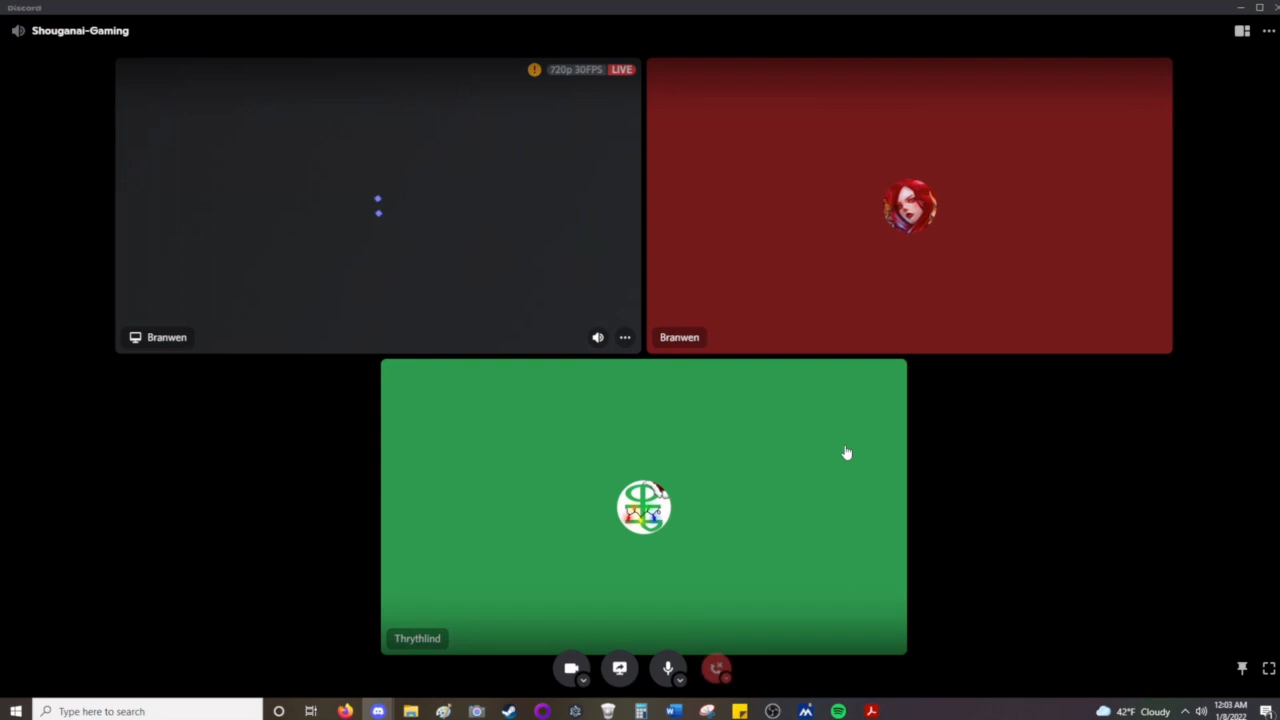 Discord
Shouganai-Gaming
720p 30FPS LIVE
Branwen
Branwen
Thrythlind
Type here to search
42°F Cloudy
12:03 AM
1/8/2022